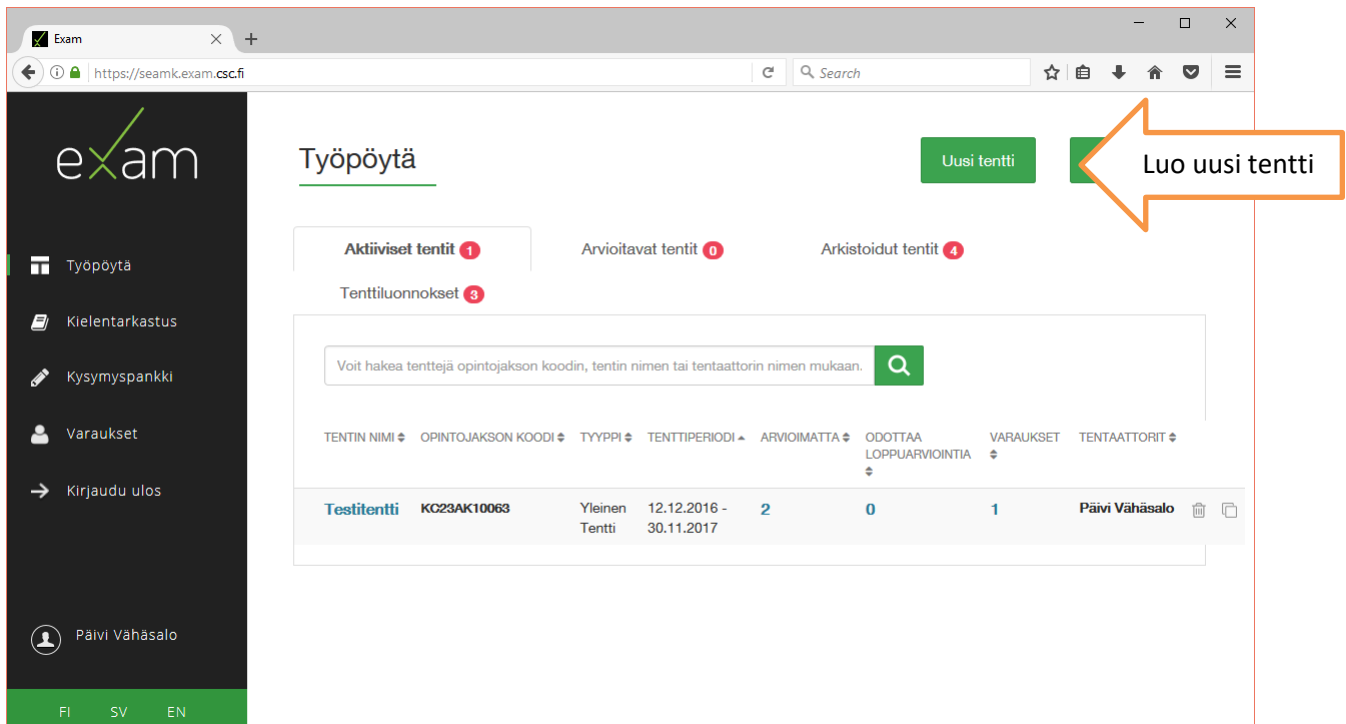 Exam
https://seamk.exam.csc.fi
Search
exam
Työpöytä
Uusi tentti
Luo uusi tentti
Työpöytä
Kielentarkastus
Kysymyspankki
Varaukset
Kirjaudu ulos
Päivi Vähäsalo
FI SV EN
Aktiiviset tentit 1
Arvioitavat tentit 0
Arkistoidut tentit 4
Tenttiluonnokset 3
Voit hakea tenttejä opintojakson koodin, tentin nimen tai tentaattorin nimen mukaan.
TENTIN NIMI OPINTOJAKSON KOODI TYYPPI TENTTIPERIODI ARVIOIMATTA ODOTTAA VARAUKSET TENTAATTORIT
LOPPUARVIOINTIA
Testitentti KC23AK10063 Yleinen 12.12.2016 - 2 0 1 Päivi Vähäsalo
Tentti 30.11.2017